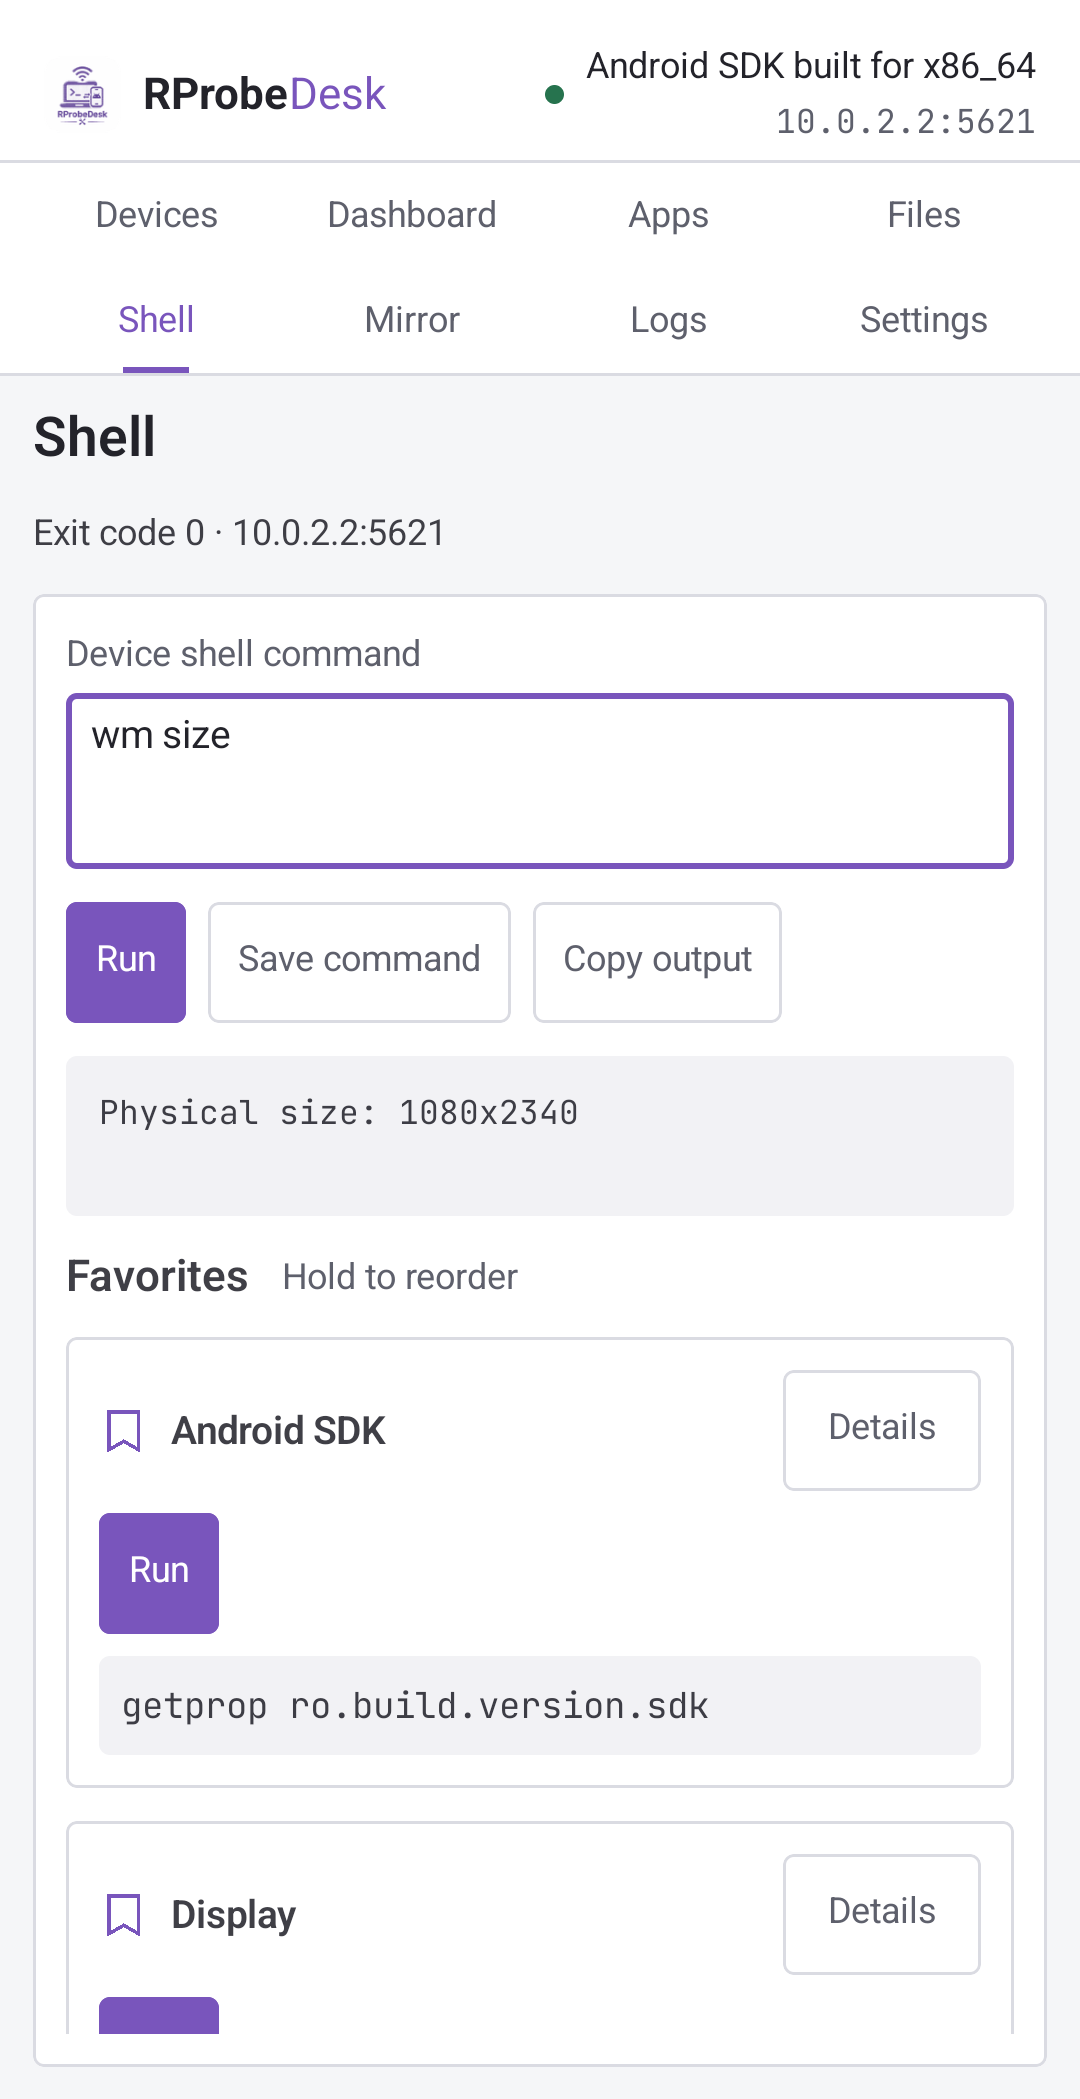 RProbeDesk
RProbeDesk
Android SDK built for x86_64
10.0.2.2:5621
Devices
Dashboard
Apps
Files
Shell
Mirror
Logs
Settings
Shell
Exit code 0 · 10.0.2.2:5621
Device shell command
wm size
Run
Save command
Copy output
Physical size: 1080x2340
Favorites
Hold to reorder
Android SDK
Details
Run
getprop ro.build.version.sdk
Display
Details